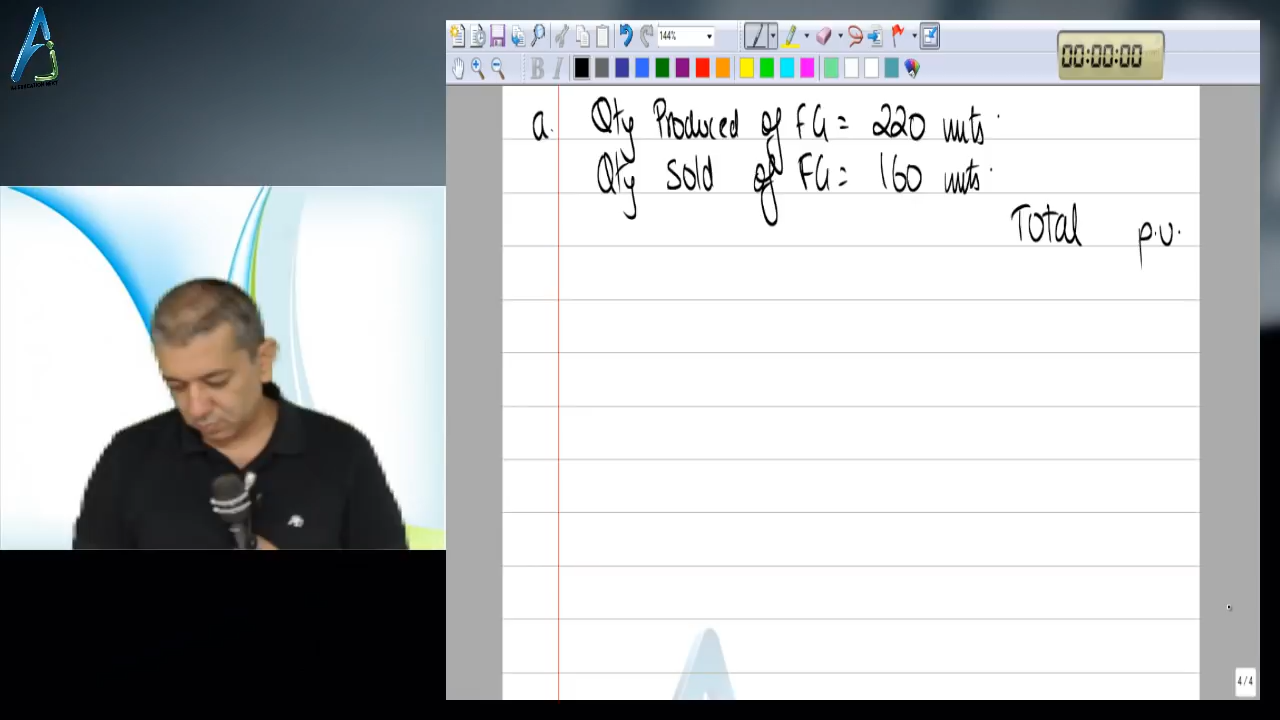 AJ
144%
00:00:00
B I
a. Qty Produced of FG = 220 units.
Qty Sold of FG = 160 units.
Total p.u.
4/4